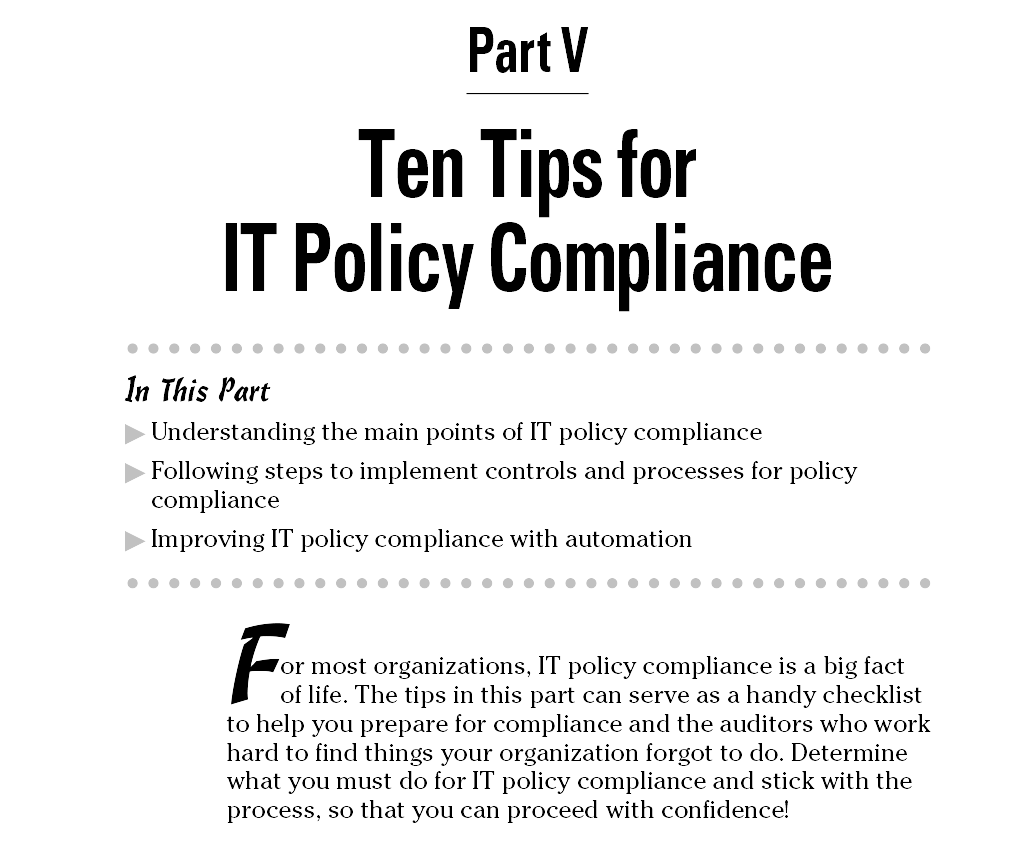 Part V
Ten Tips for
IT Policy Compliance
In This Part
Understanding the main points of IT policy compliance
Following steps to implement controls and processes for policy
compliance
Improving IT policy compliance with automation
For most organizations, IT policy compliance is a big fact
of life. The tips in this part can serve as a handy checklist
to help you prepare for compliance and the auditors who work
hard to find things your organization forgot to do. Determine
what you must do for IT policy compliance and stick with the
process, so that you can proceed with confidence!